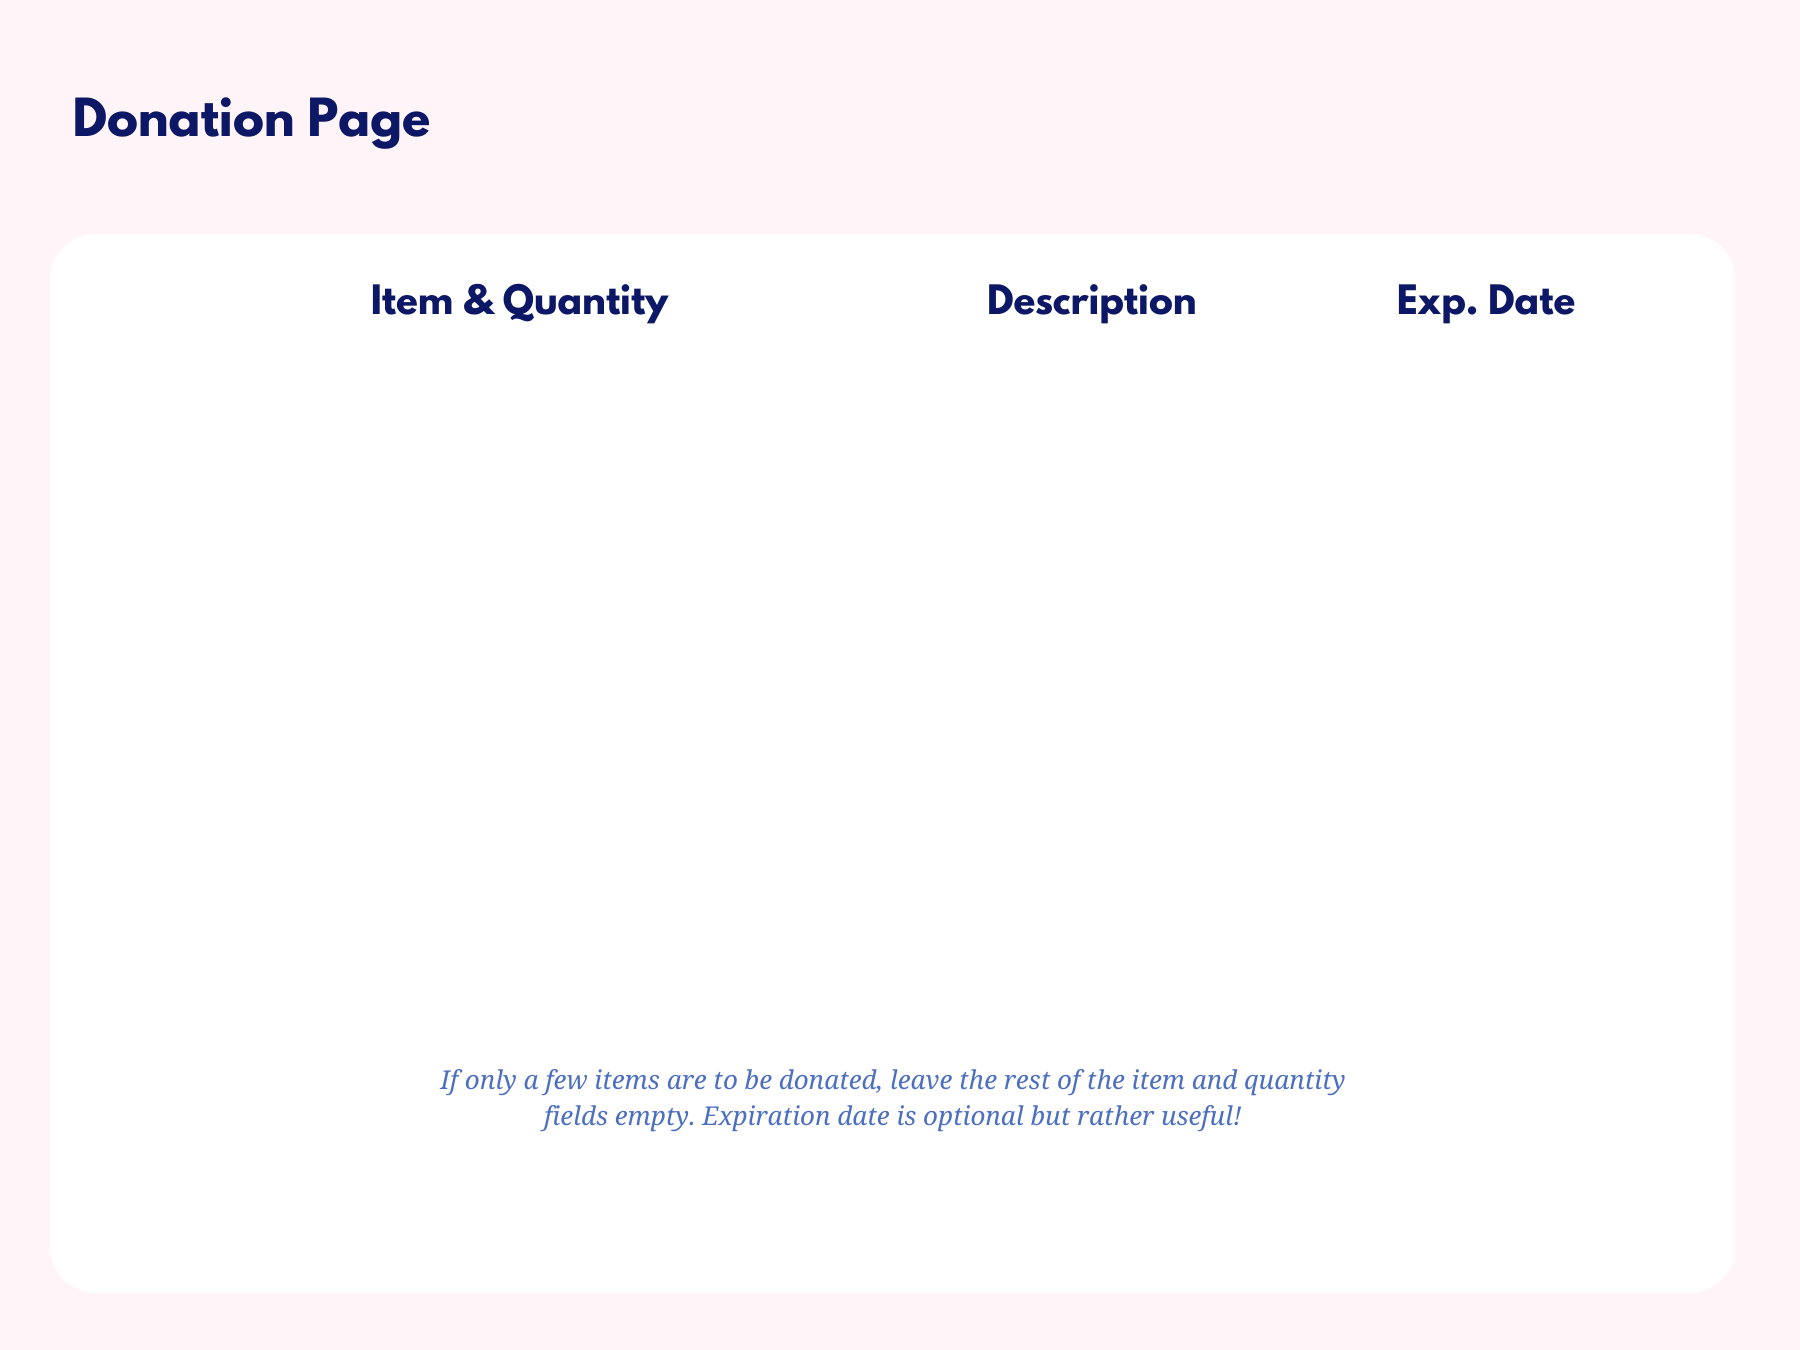 Donation Page
Item & Quantity Description Exp. Date
If only a few items are to be donated, leave the rest of the item and quantity
fields empty. Expiration date is optional but rather useful!